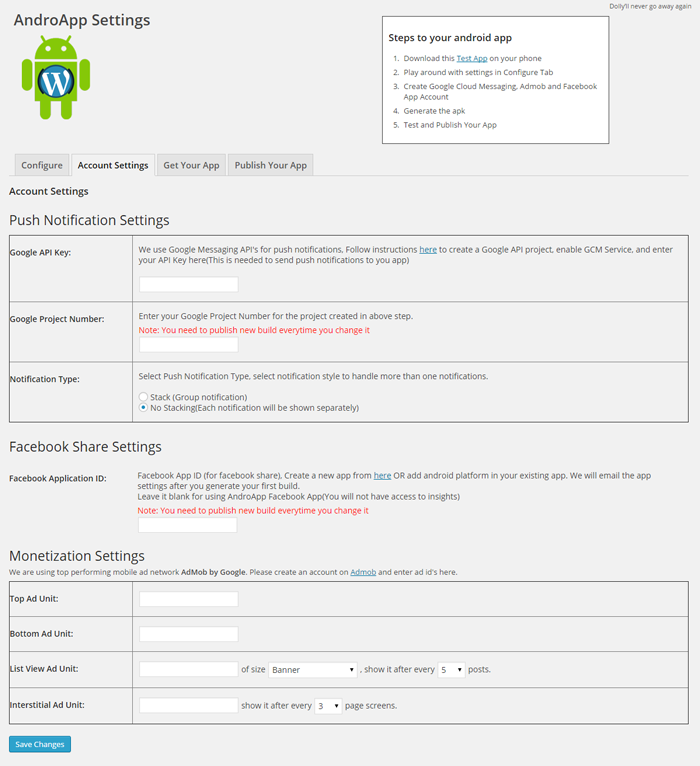 Dolly'll never go away again
AndroApp Settings
Steps to your android app
1. Download this Test App on your phone
2. Play around with settings in Configure Tab
3. Create Google Cloud Messaging, Admob and Facebook
App Account
4. Generate the apk
5. Test and Publish Your App
Configure
Account Settings
Get Your App
Publish Your App
Account Settings
Push Notification Settings
Google API Key:
We use Google Messaging API's for push notifications, Follow instructions here to create a Google API project, enable GCM Service, and enter
your API Key here(This is needed to send push notifications to you app)
Google Project Number:
Enter your Google Project Number for the project created in above step.
Note: You need to publish new build everytime you change it
Notification Type:
Select Push Notification Type, select notification style to handle more than one notifications.
Stack (Group notification)
No Stacking(Each notification will be shown separately)
Facebook Share Settings
Facebook Application ID:
Facebook App ID (for facebook share), Create a new app from here OR add android platform in your existing app. We will email the app
settings after you generate your first build.
Leave it blank for using AndroApp Facebook App(You will not have access to insights)
Note: You need to publish new build everytime you change it
Monetization Settings
We are using top performing mobile ad network AdMob by Google. Please create an account on Admob and enter ad id's here.
Top Ad Unit:
Bottom Ad Unit:
List View Ad Unit:
of size Banner , show it after every 5 posts.
Interstitial Ad Unit:
show it after every 3 page screens.
Save Changes